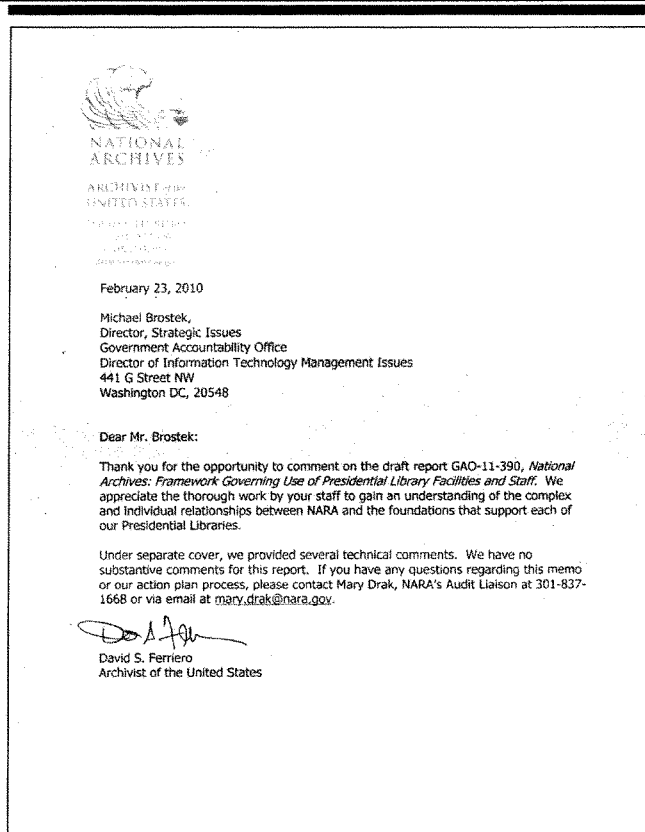 NATIONAL
ARCHIVES
ARCHIVIST of the
UNITED STATES
February 23, 2010
Michael Brostek,
Director, Strategic Issues
Government Accountability Office
Director of Information Technology Management Issues
441 G Street NW
Washington DC, 20548
Dear Mr. Brostek:
Thank you for the opportunity to comment on the draft report GAO-11-390, National
Archives: Framework Governing Use of Presidential Library Facilities and Staff. We
appreciate the thorough work by your staff to gain an understanding of the complex
and individual relationships between NARA and the foundations that support each of
our Presidential Libraries.
Under separate cover, we provided several technical comments. We have no
substantive comments for this report. If you have any questions regarding this memo
or our action plan process, please contact Mary Drak, NARA's Audit Liaison at 301-837-
1668 or via email at mary.drak@nara.gov.
David S. Ferriero
Archivist of the United States